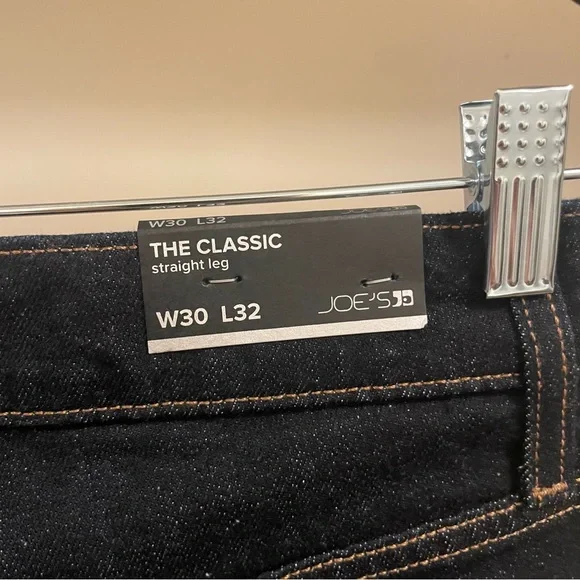 W30 L32
THE CLASSIC
straight leg
W30 L32
JOE'S